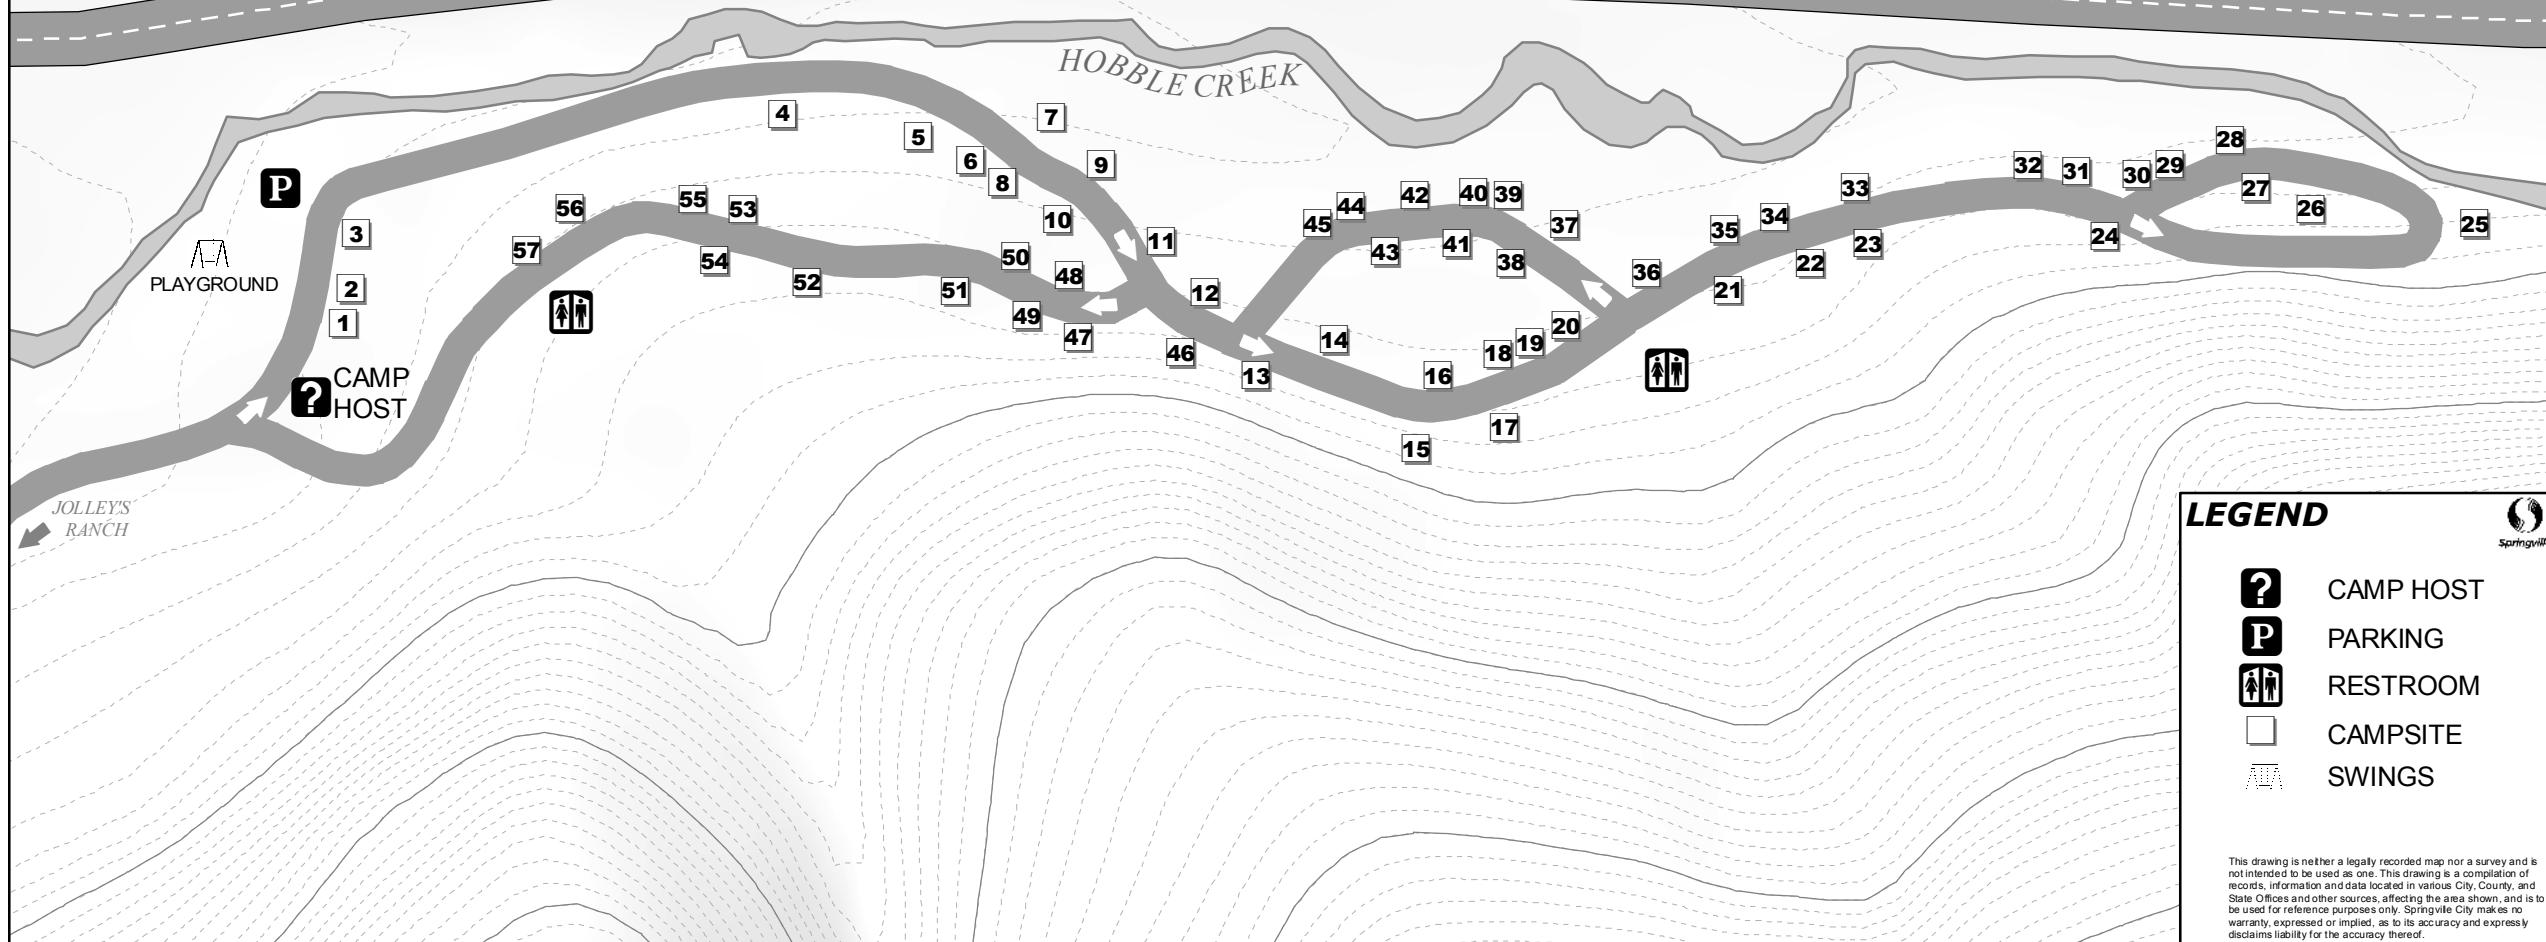 HOBBLE CREEK
4
7
5
6
9
8
28
P
3
56
55
53
10
11
45
44
42
40
39
37
33
32
31
30
29
27
26
25
57
54
50
48
43
41
38
35
34
24
23
22
36
PLAYGROUND
2
1
52
51
49
47
12
46
14
13
16
18
19
20
21
17
15
?
CAMP
HOST
JOLLEY'S
RANCH
LEGEND
? CAMP HOST
P PARKING
RESTROOM
CAMPSITE
SWINGS
This drawing is neither a legally recorded map nor a survey and is
not intended to be used as one. This drawing is a compilation of
records, information and data located in various City, County, and
State Offices and other sources, affecting the area shown, and is to
be used for reference purposes only. Springville City makes no
warranty, expressed or implied, as to its accuracy and expressly
disclaims liability for the accuracy thereof.